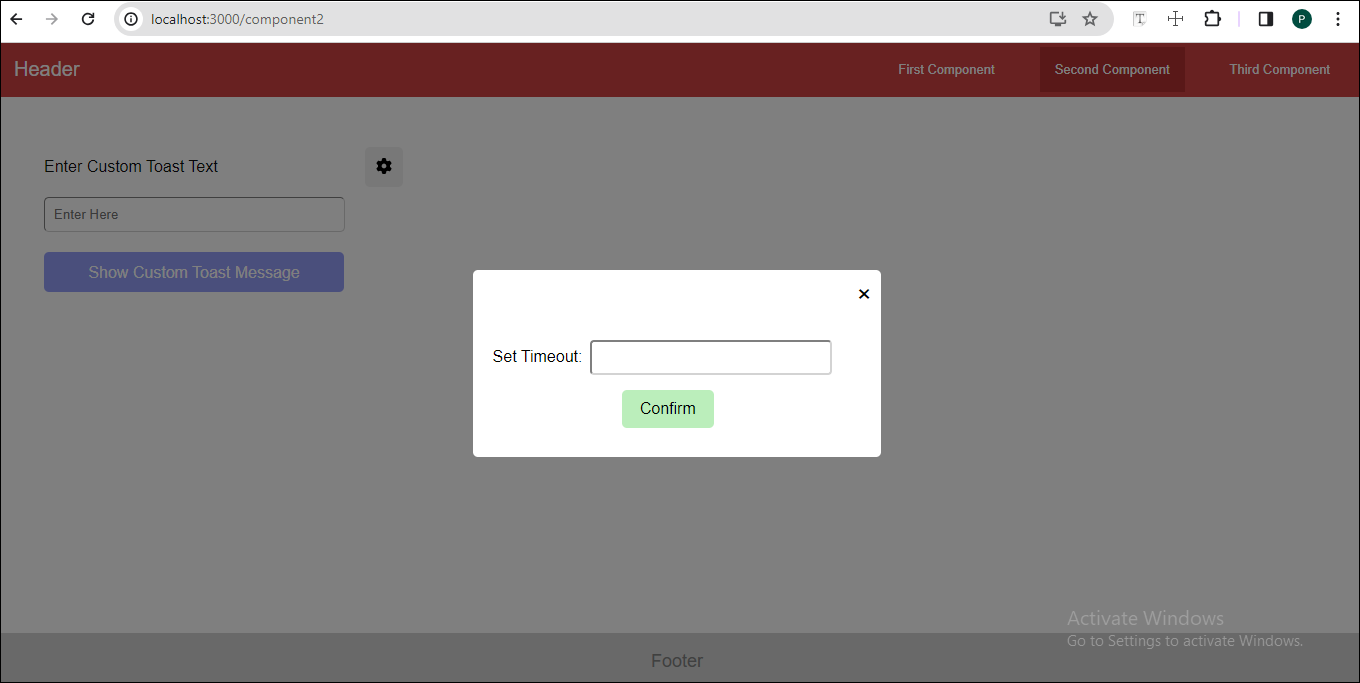 localhost:3000/component2
T
P
Header
First Component
Second Component
Third Component
Enter Custom Toast Text
Enter Here
Show Custom Toast Message
×
Set Timeout:
Confirm
Activate Windows
Go to Settings to activate Windows.
Footer